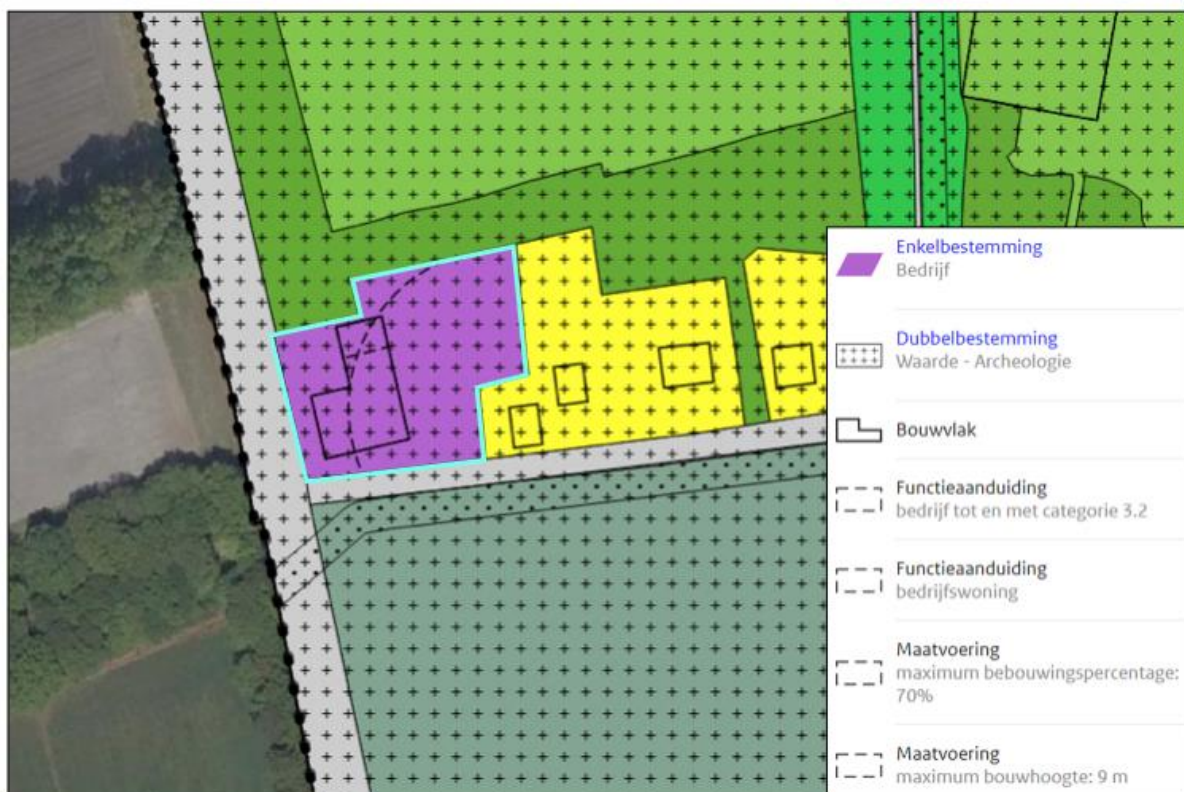 Enkelbestemming
Bedrijf
Dubbelbestemming
Waarde - Archeologie
Bouwvlak
Functieaanduiding
bedrijf tot en met categorie 3.2
Functieaanduiding
bedrijfswoning
Maatvoering
maximum bebouwingspercentage:
70%
Maatvoering
maximum bouwhoogte: 9 m